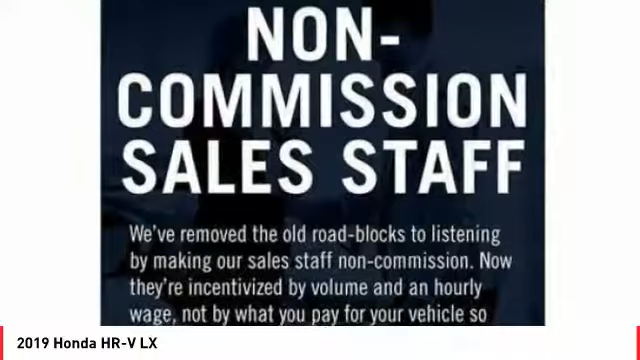 NON-
COMMISSION
SALES STAFF
We've removed the old road-blocks to listening
by making our sales staff non-commission. Now
they're incentivized by volume and an hourly
wage, not by what you pay for your vehicle so
2019 Honda HR-V LX